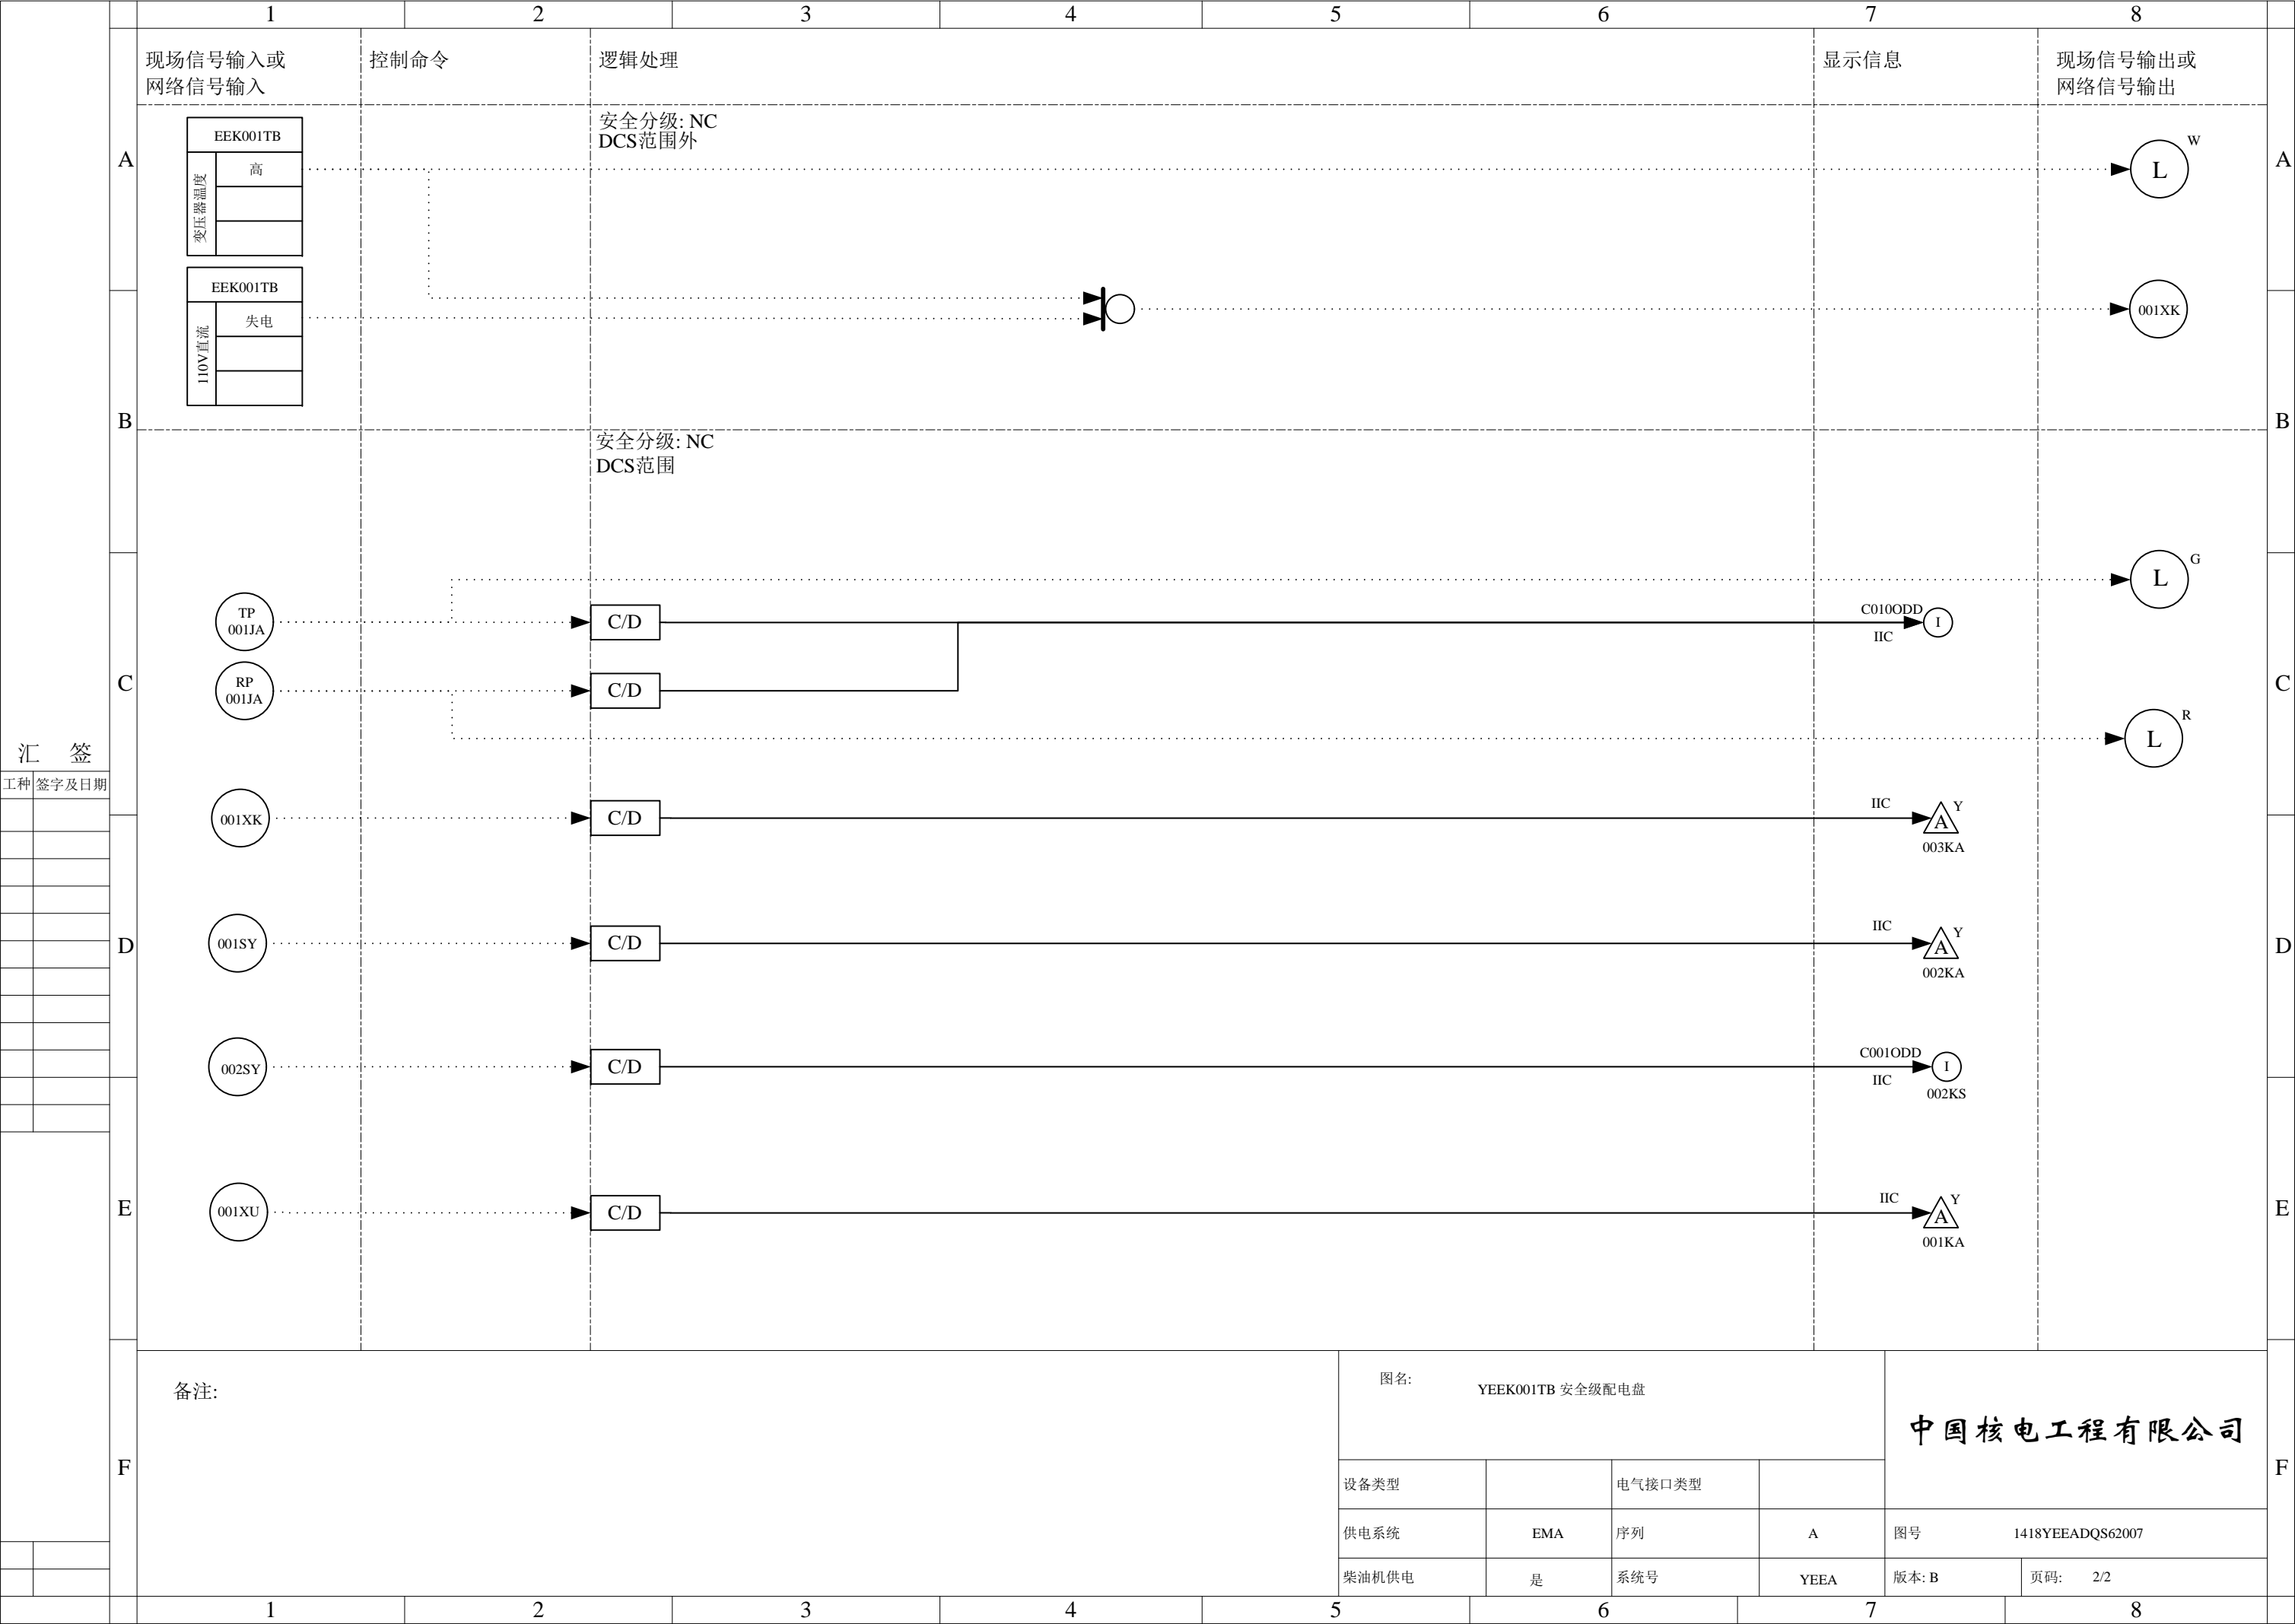 1 2 3 4 5 6 7 8
现场信号输入或
网络信号输入
控制命令
逻辑处理
显示信息
现场信号输出或
网络信号输出
安全分级: NC
DCS范围外
A
A
EEK001TB
变压器温度
高
L
W
EEK001TB
110V直流
失电
001XK
B
B
安全分级: NC
DCS范围
L
G
TP
001JA
C/D
C010ODD
IIC
I
C
C
RP
001JA
C/D
L
R
汇 签
工种 签字及日期
001XK
C/D
IIC
A
Y
003KA
D
D
001SY
C/D
IIC
A
Y
002KA
002SY
C/D
C001ODD
IIC
I
002KS
E
E
001XU
C/D
IIC
A
Y
001KA
F
F
备注:
图名:
YEEK001TB 安全级配电盘
中国核电工程有限公司
设备类型
电气接口类型
供电系统 EMA 序列 A 图号 1418YEEADQS62007
柴油机供电 是 系统号 YEEA 版本: B 页码: 2/2
1 2 3 4 5 6 7 8